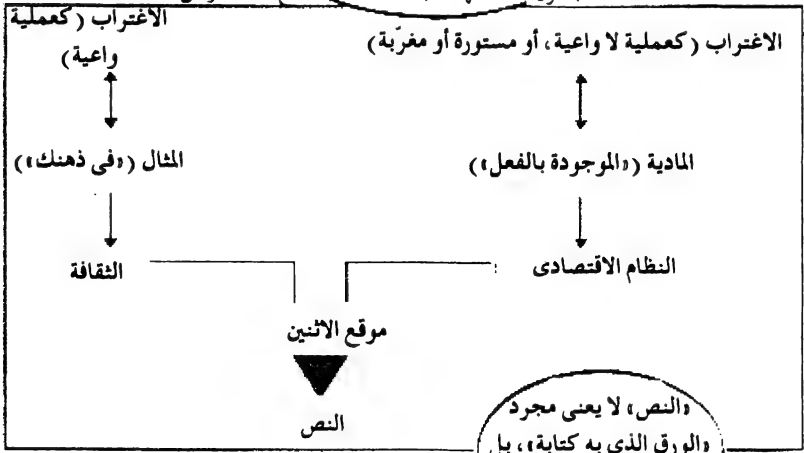 الاغتراب (كعملية لا واعية، أو مستورة أو مغرّبة)
الاغتراب (كعملية
واعية)
المادية («الموجودة بالفعل»)
المثال («فى ذهنك»)
النظام الاقتصادى
الثقافة
موقع الاثنين
النص
«النص» لا يعنى مجرد
«الورق الذى به كتابة»، بل